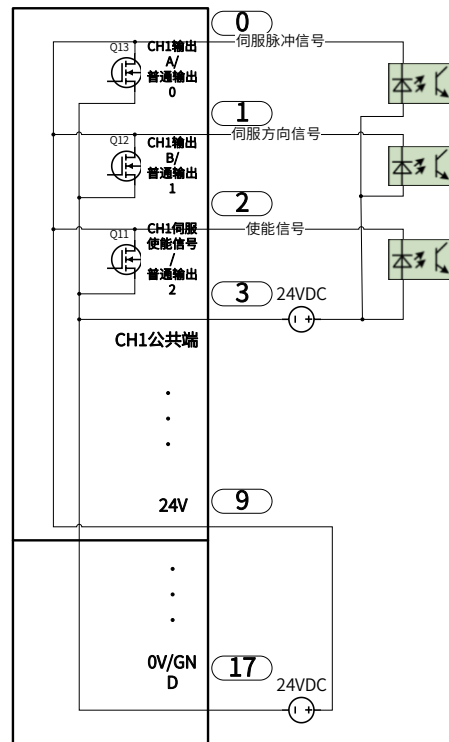 0
伺服脉冲信号
Q13
CH1输出
A/
普通输出
0
1
伺服方向信号
Q12
CH1输出
B/
普通输出
1
2
使能信号
Q11
CH1伺服
使能信号
/
普通输出
2
3
24VDC
CH1公共端
24V
9
0V/GN
D
17
24VDC